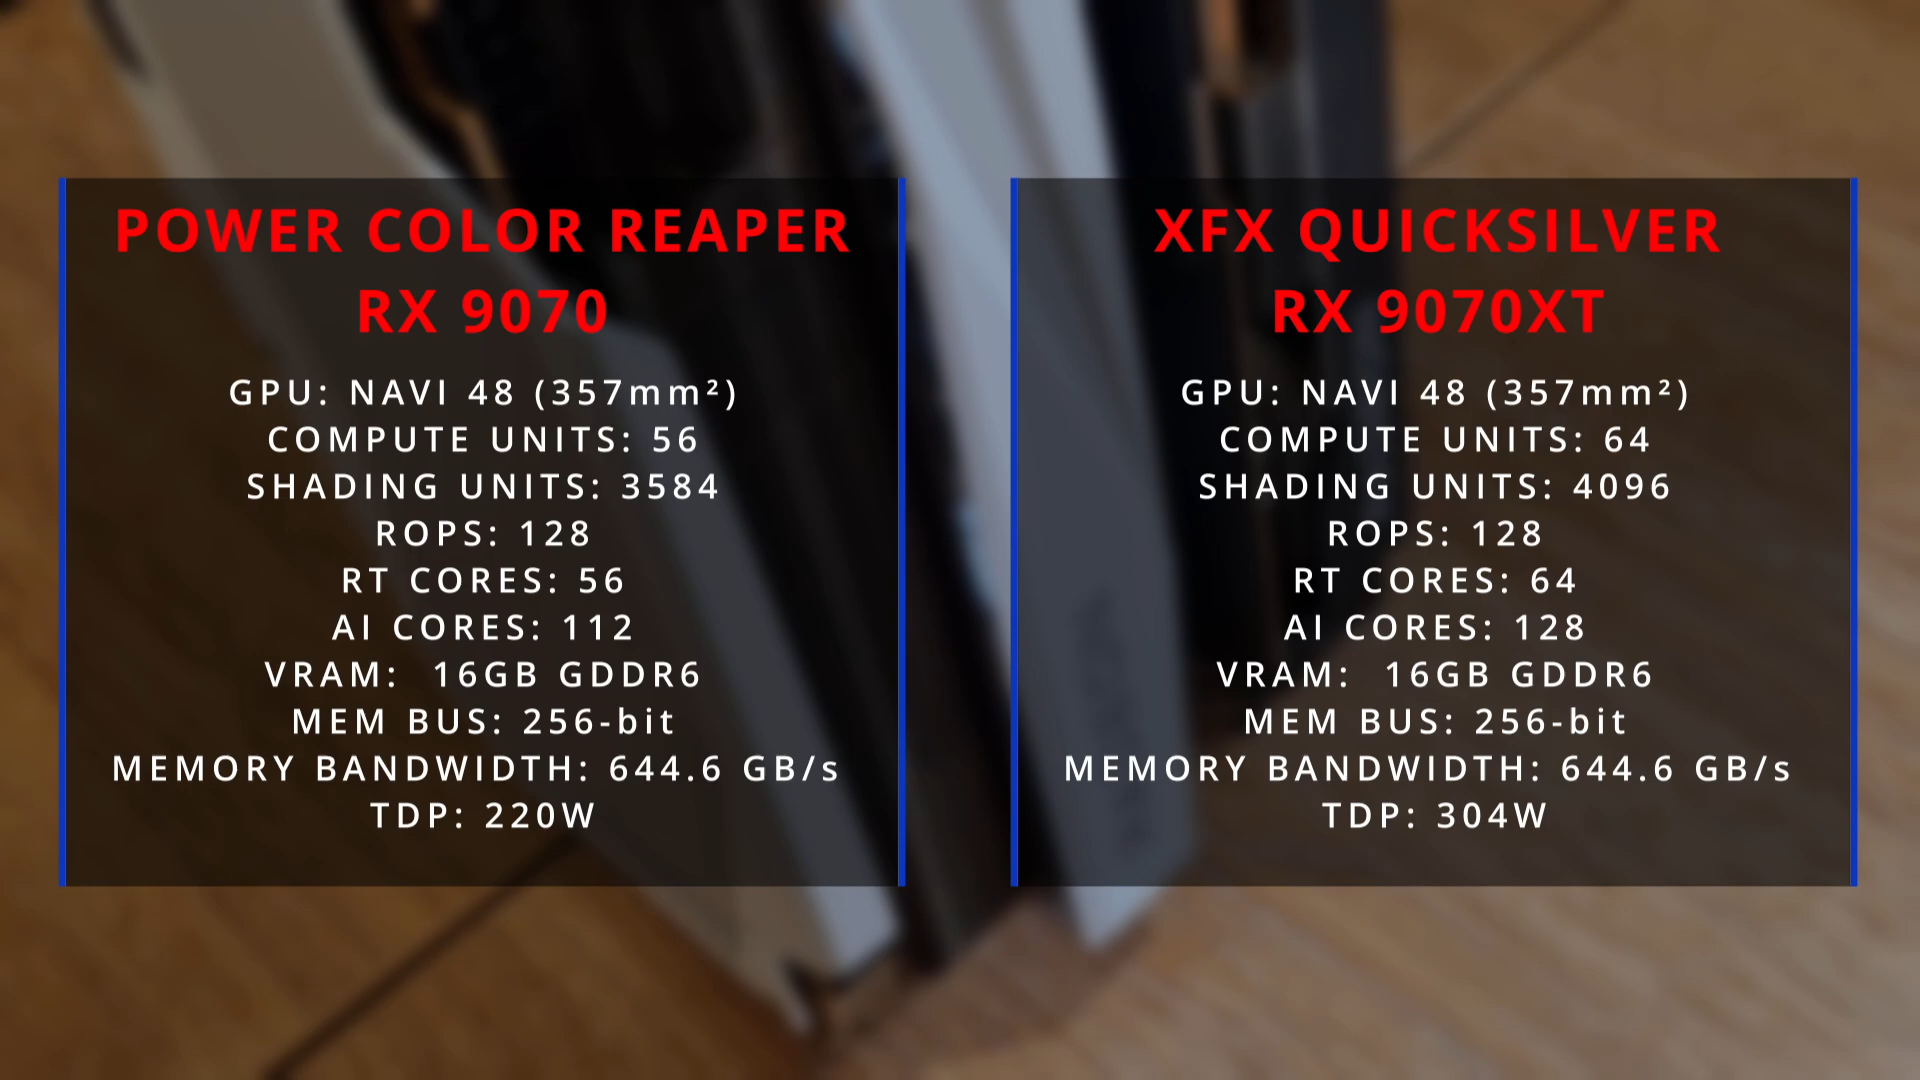 POWER COLOR REAPER
RX 9070
GPU: NAVI 48 (357mm²)
COMPUTE UNITS: 56
SHADING UNITS: 3584
ROPS: 128
RT CORES: 56
AI CORES: 112
VRAM:  16GB GDDR6
MEM BUS: 256-bit
MEMORY BANDWIDTH: 644.6 GB/s
TDP: 220W
XFX QUICKSILVER
RX 9070XT
GPU: NAVI 48 (357mm²)
COMPUTE UNITS: 64
SHADING UNITS: 4096
ROPS: 128
RT CORES: 64
AI CORES: 128
VRAM:  16GB GDDR6
MEM BUS: 256-bit
MEMORY BANDWIDTH: 644.6 GB/s
TDP: 304W